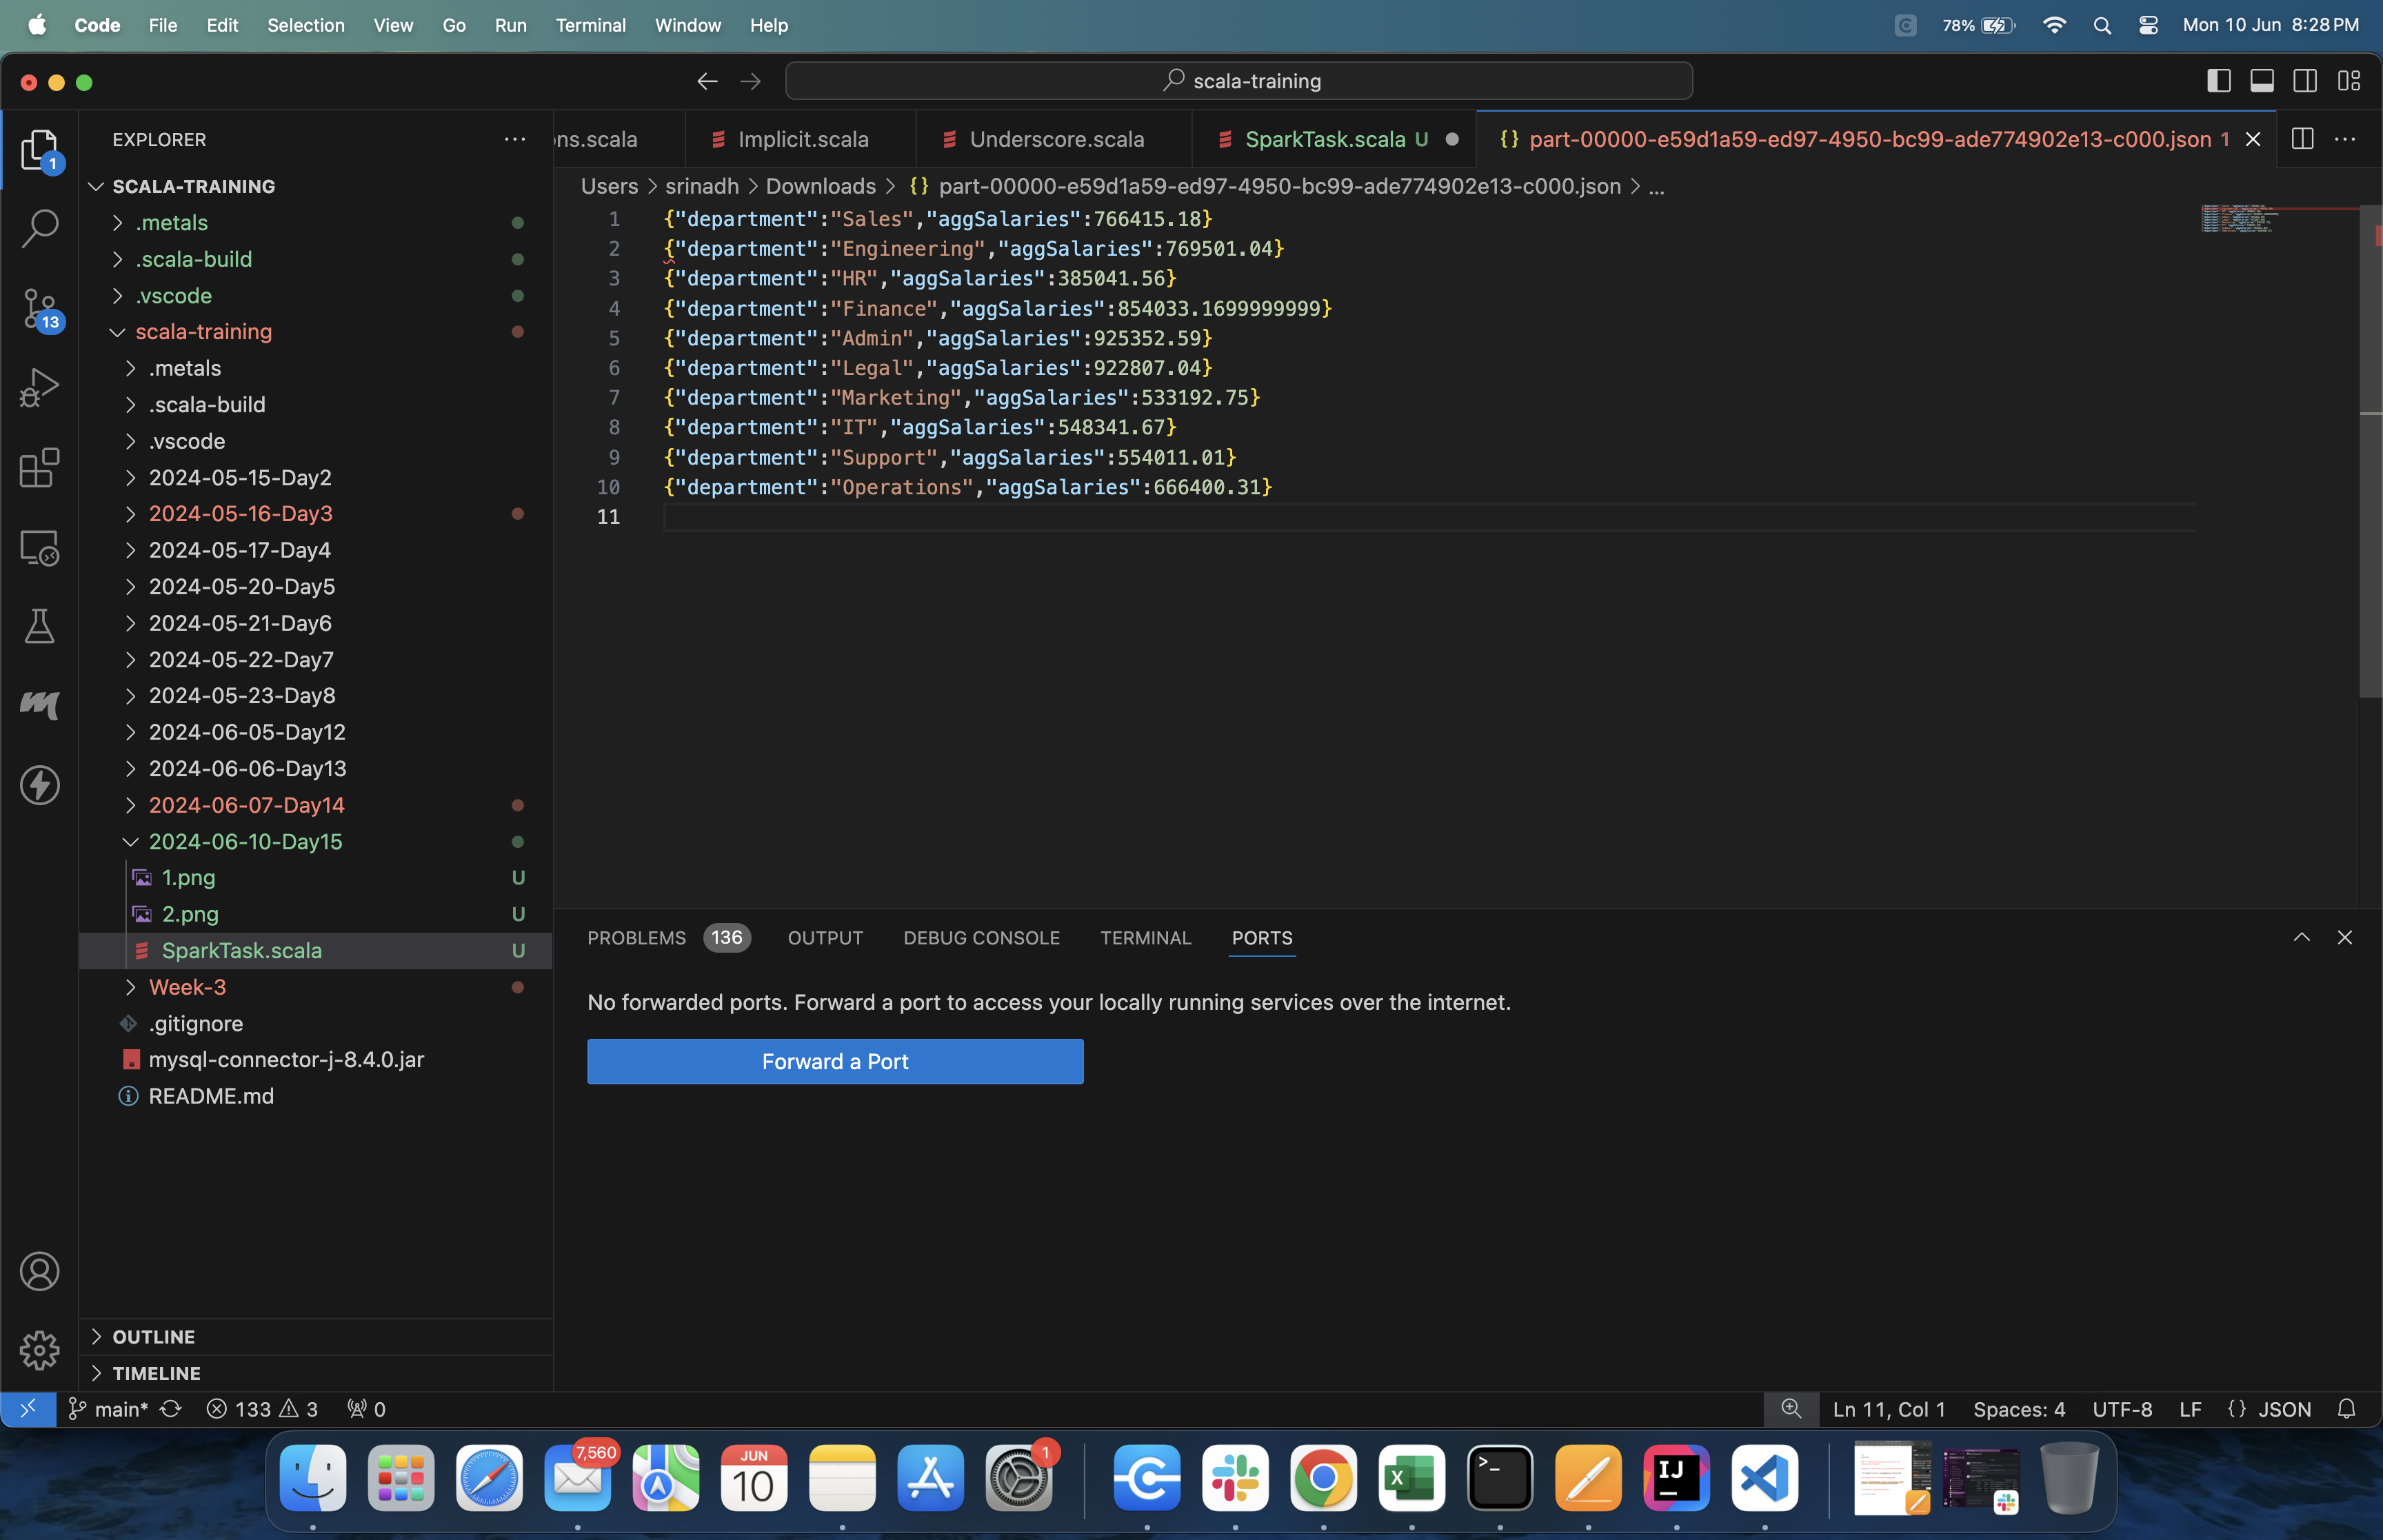 Code File Edit Selection View Go Run Terminal Window Help 78% Mon 10 Jun 8:28 PM
scala-training
EXPLORER
ons.scala Implicit.scala Underscore.scala SparkTask.scala U {} part-00000-e59d1a59-ed97-4950-bc99-ade774902e13-c000.json 1
Users > srinadh > Downloads > {} part-00000-e59d1a59-ed97-4950-bc99-ade774902e13-c000.json > ...
1
13
SCALA-TRAINING
.metals
.scala-build
.vscode
scala-training
.metals
.scala-build
.vscode
2024-05-15-Day2
2024-05-16-Day3
2024-05-17-Day4
2024-05-20-Day5
2024-05-21-Day6
2024-05-22-Day7
2024-05-23-Day8
2024-06-05-Day12
2024-06-06-Day13
2024-06-07-Day14
2024-06-10-Day15
1.png U
2.png U
SparkTask.scala U
Week-3
.gitignore
mysql-connector-j-8.4.0.jar
README.md
OUTLINE
TIMELINE
1 {"department":"Sales","aggSalaries":766415.18}
2 {"department":"Engineering","aggSalaries":769501.04}
3 {"department":"HR","aggSalaries":385041.56}
4 {"department":"Finance","aggSalaries":854033.1699999999}
5 {"department":"Admin","aggSalaries":925352.59}
6 {"department":"Legal","aggSalaries":922807.04}
7 {"department":"Marketing","aggSalaries":533192.75}
8 {"department":"IT","aggSalaries":548341.67}
9 {"department":"Support","aggSalaries":554011.01}
10 {"department":"Operations","aggSalaries":666400.31}
11
PROBLEMS 136 OUTPUT DEBUG CONSOLE TERMINAL PORTS
No forwarded ports. Forward a port to access your locally running services over the internet.
Forward a Port
main* 133 3 0 Ln 11, Col 1 Spaces: 4 UTF-8 LF {} JSON
7,560
JUN
10
1
X
>_
IJ